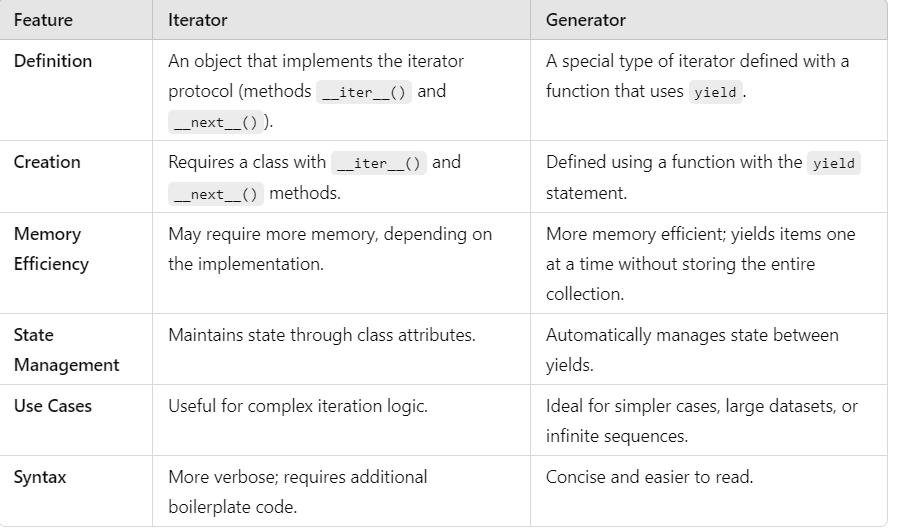 Feature Iterator Generator
Definition An object that implements the iterator A special type of iterator defined with a
protocol (methods __iter__() and function that uses yield .
__next__() ).
Creation Requires a class with __iter__() and Defined using a function with the yield
__next__() methods. statement.
Memory May require more memory, depending on More memory efficient; yields items one
Efficiency the implementation. at a time without storing the entire
collection.
State Maintains state through class attributes. Automatically manages state between
Management yields.
Use Cases Useful for complex iteration logic. Ideal for simpler cases, large datasets, or
infinite sequences.
Syntax More verbose; requires additional Concise and easier to read.
boilerplate code.